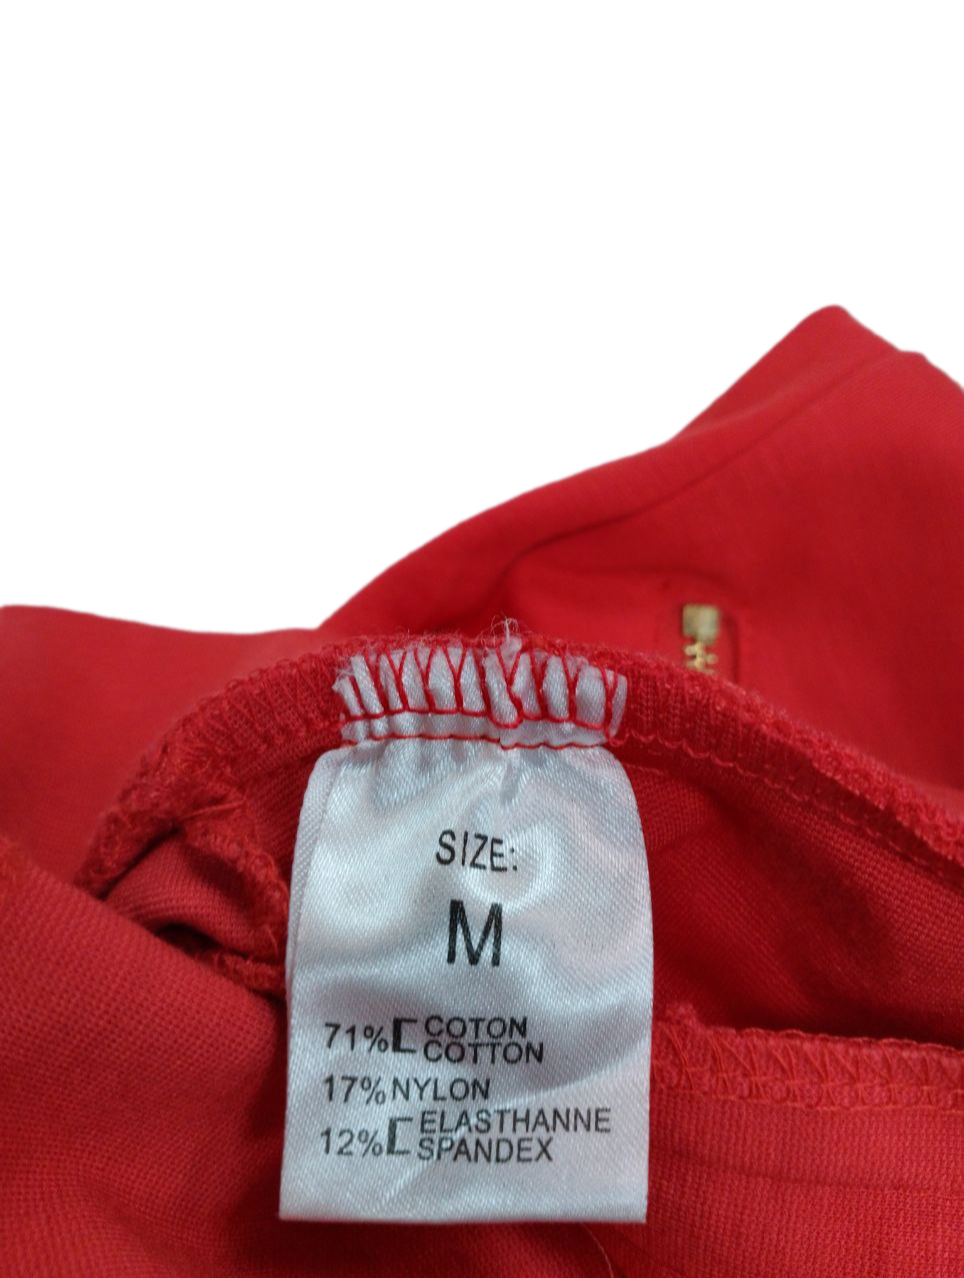 SIZE:
M
71% COTON
COTTON
17% NYLON
12% ELASTHANNE
SPANDEX